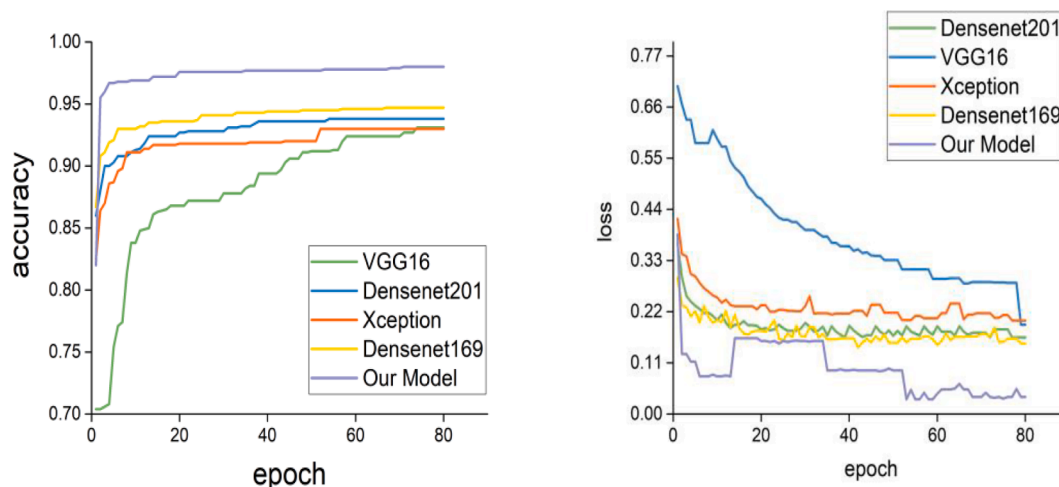 1.00
0.95
0.90
0.85
0.80
0.75
0.70
accuracy
0
20
40
60
80
epoch
VGG16
Densenet201
Xception
Densenet169
Our Model
0.77
0.66
0.55
0.44
0.33
0.22
0.11
0.00
loss
0
20
40
60
80
epoch
Densenet201
VGG16
Xception
Densenet169
Our Model